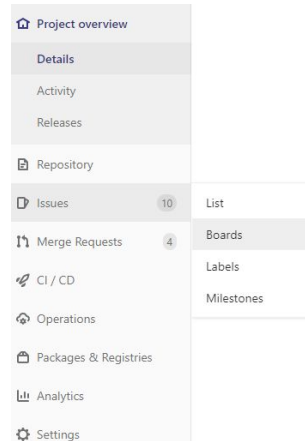 Project overview
Details
Activity
Releases
Repository
Issues 10
List
Boards
Merge Requests 4
Labels
CI / CD
Milestones
Operations
Packages & Registries
Analytics
Settings